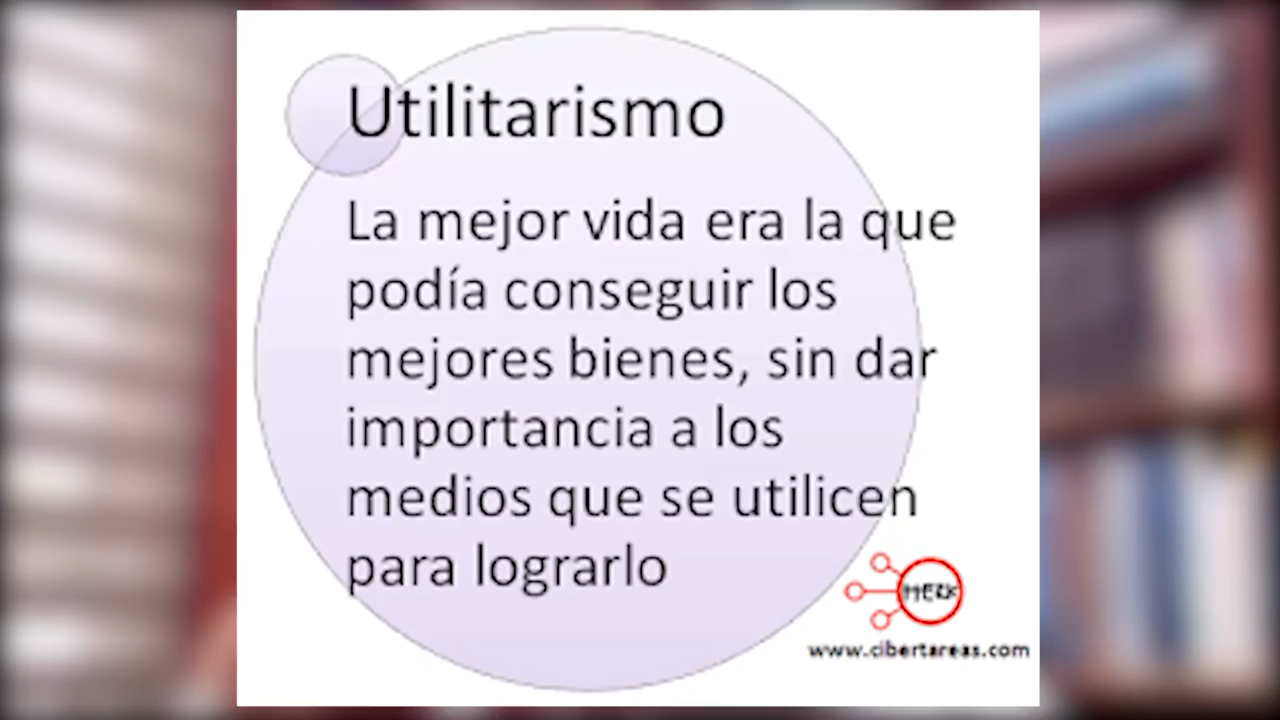 Utilitarismo
La mejor vida era la que
podía conseguir los
mejores bienes, sin dar
importancia a los
medios que se utilicen
para lograrlo
www.cibertareas.com